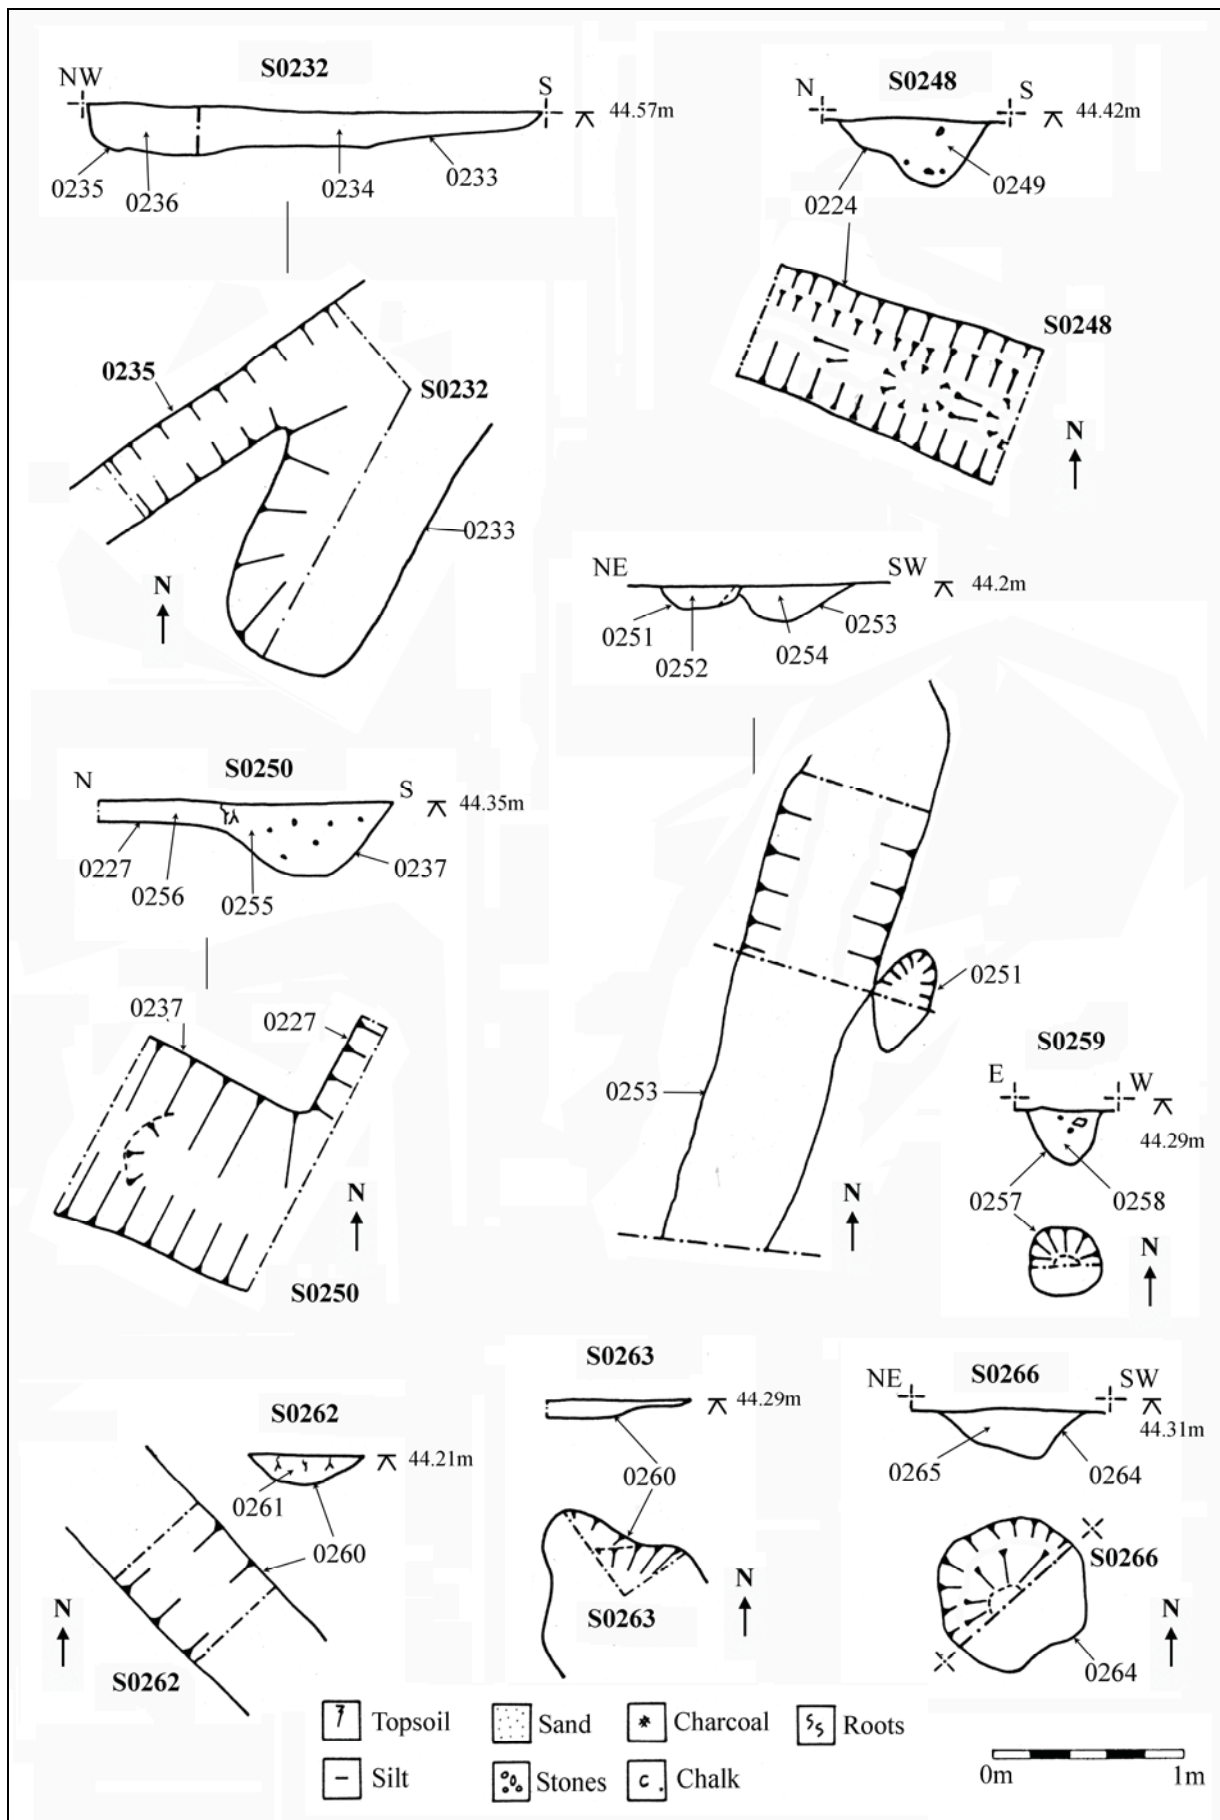 S0232
NW
S
44.57m
0235
0236
0234
0233
0235
S0232
0233
N
S0248
N
S
44.42m
0249
0224
S0248
N
NE
SW
44.2m
0251
0252
0254
0253
0251
0253
N
S0250
N
S
44.35m
0227
0256
0255
0237
0237
0227
N
S0250
S0259
E
W
44.29m
0257
0258
N
S0262
44.21m
0261
0260
N
S0262
S0263
44.29m
0260
S0263
N
S0266
NE
SW
44.31m
0265
0264
S0266
N
0264
Topsoil
Sand
Charcoal
Roots
Silt
Stones
Chalk
0m
1m